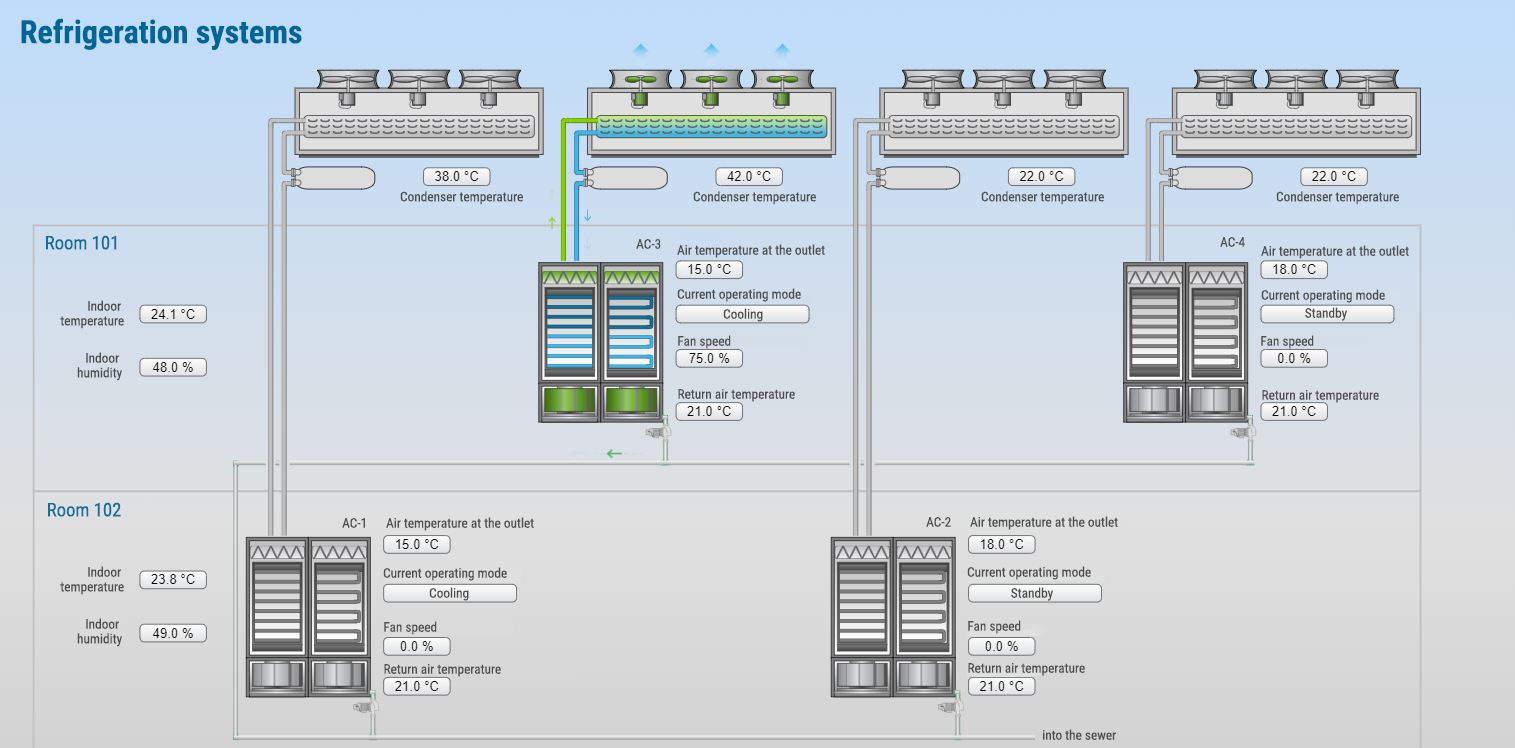 Refrigeration systems
38.0 °C
Condenser temperature
42.0 °C
Condenser temperature
22.0 °C
Condenser temperature
22.0 °C
Condenser temperature
Room 101
Indoor
temperature
24.1 °C
Indoor
humidity
48.0 %
AC-3
Air temperature at the outlet
15.0 °C
Current operating mode
Cooling
Fan speed
75.0 %
Return air temperature
21.0 °C
AC-4
Air temperature at the outlet
18.0 °C
Current operating mode
Standby
Fan speed
0.0 %
Return air temperature
21.0 °C
Room 102
Indoor
temperature
23.8 °C
Indoor
humidity
49.0 %
AC-1
Air temperature at the outlet
15.0 °C
Current operating mode
Cooling
Fan speed
0.0 %
Return air temperature
21.0 °C
AC-2
Air temperature at the outlet
18.0 °C
Current operating mode
Standby
Fan speed
0.0 %
Return air temperature
21.0 °C
into the sewer